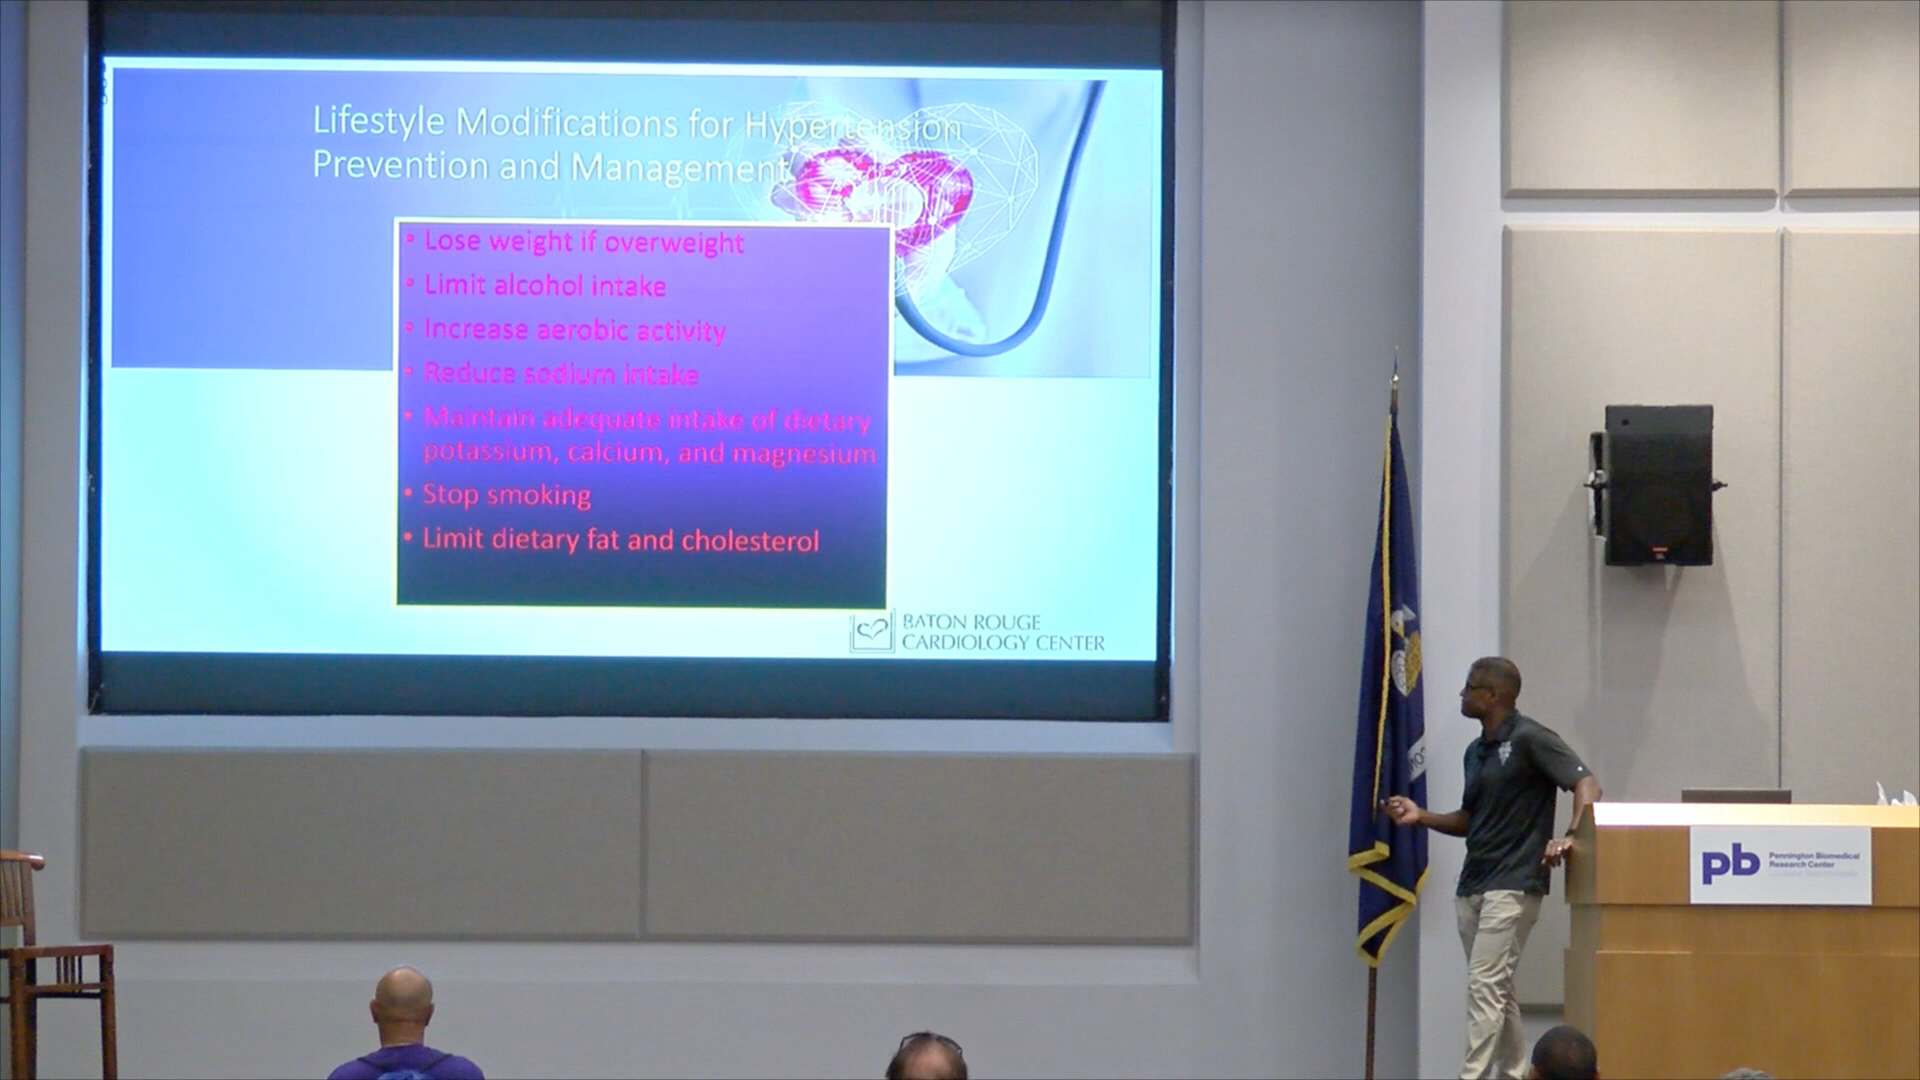 Lifestyle Modifications for Hypertension
Prevention and Management
• Lose weight if overweight
• Limit alcohol intake
• Increase aerobic activity
• Reduce sodium intake
• Maintain adequate intake of dietary
potassium, calcium, and magnesium
• Stop smoking
• Limit dietary fat and cholesterol
BATON ROUGE
CARDIOLOGY CENTER
pb
Pennington Biomedical
Research Center